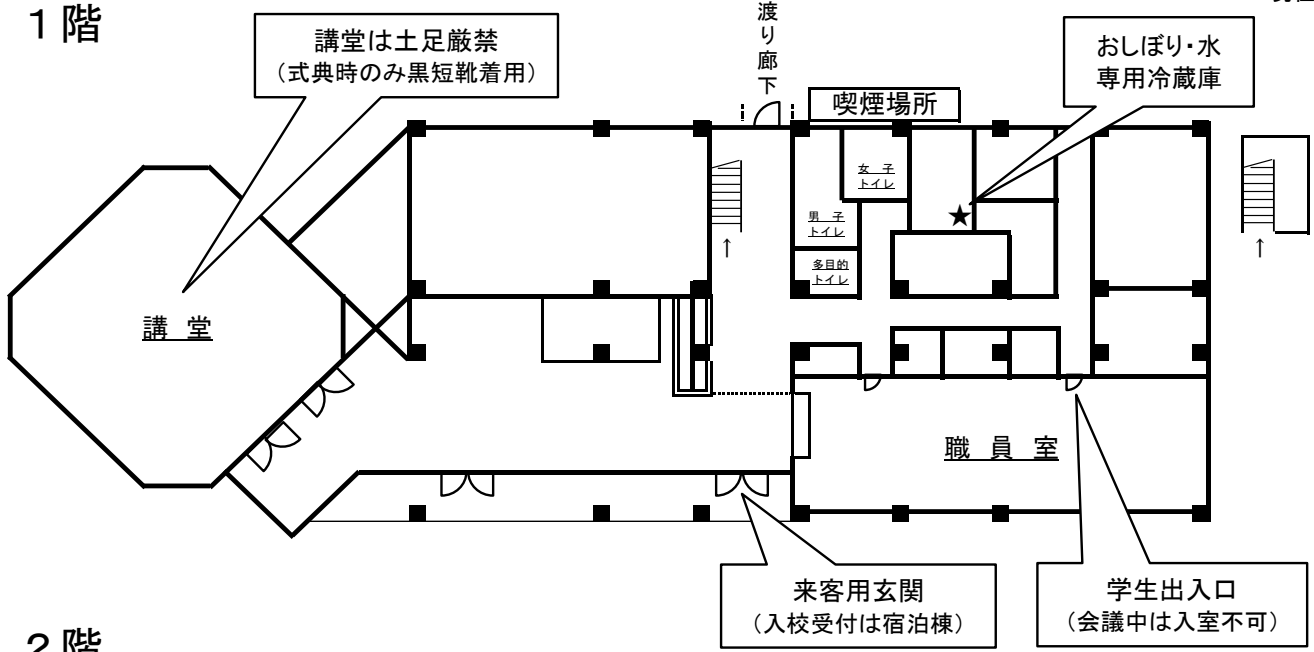 1階
講堂は土足厳禁
（式典時のみ黒短靴着用）
渡り廊下
喫煙場所
おしぼり・水
専用冷蔵庫
女 子
トイレ
男 子
トイレ
多目的
トイレ
★
↑
↑
講 堂
職 員 室
来客用玄関
（入校受付は宿泊棟）
学生出入口
（会議中は入室不可）
2階